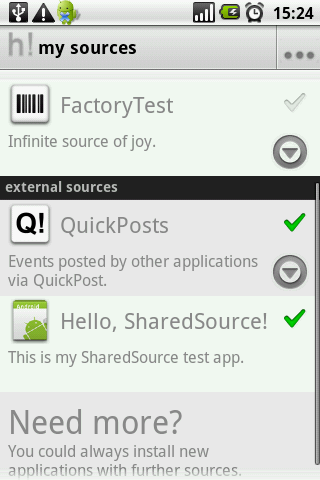 15:24
h! my sources
FactoryTest
Infinite source of joy.
external sources
Q! QuickPosts
Events posted by other applications
via QuickPost.
Android
Hello, SharedSource!
This is my SharedSource test app.
Need more?
You could always install new
applications with further sources.